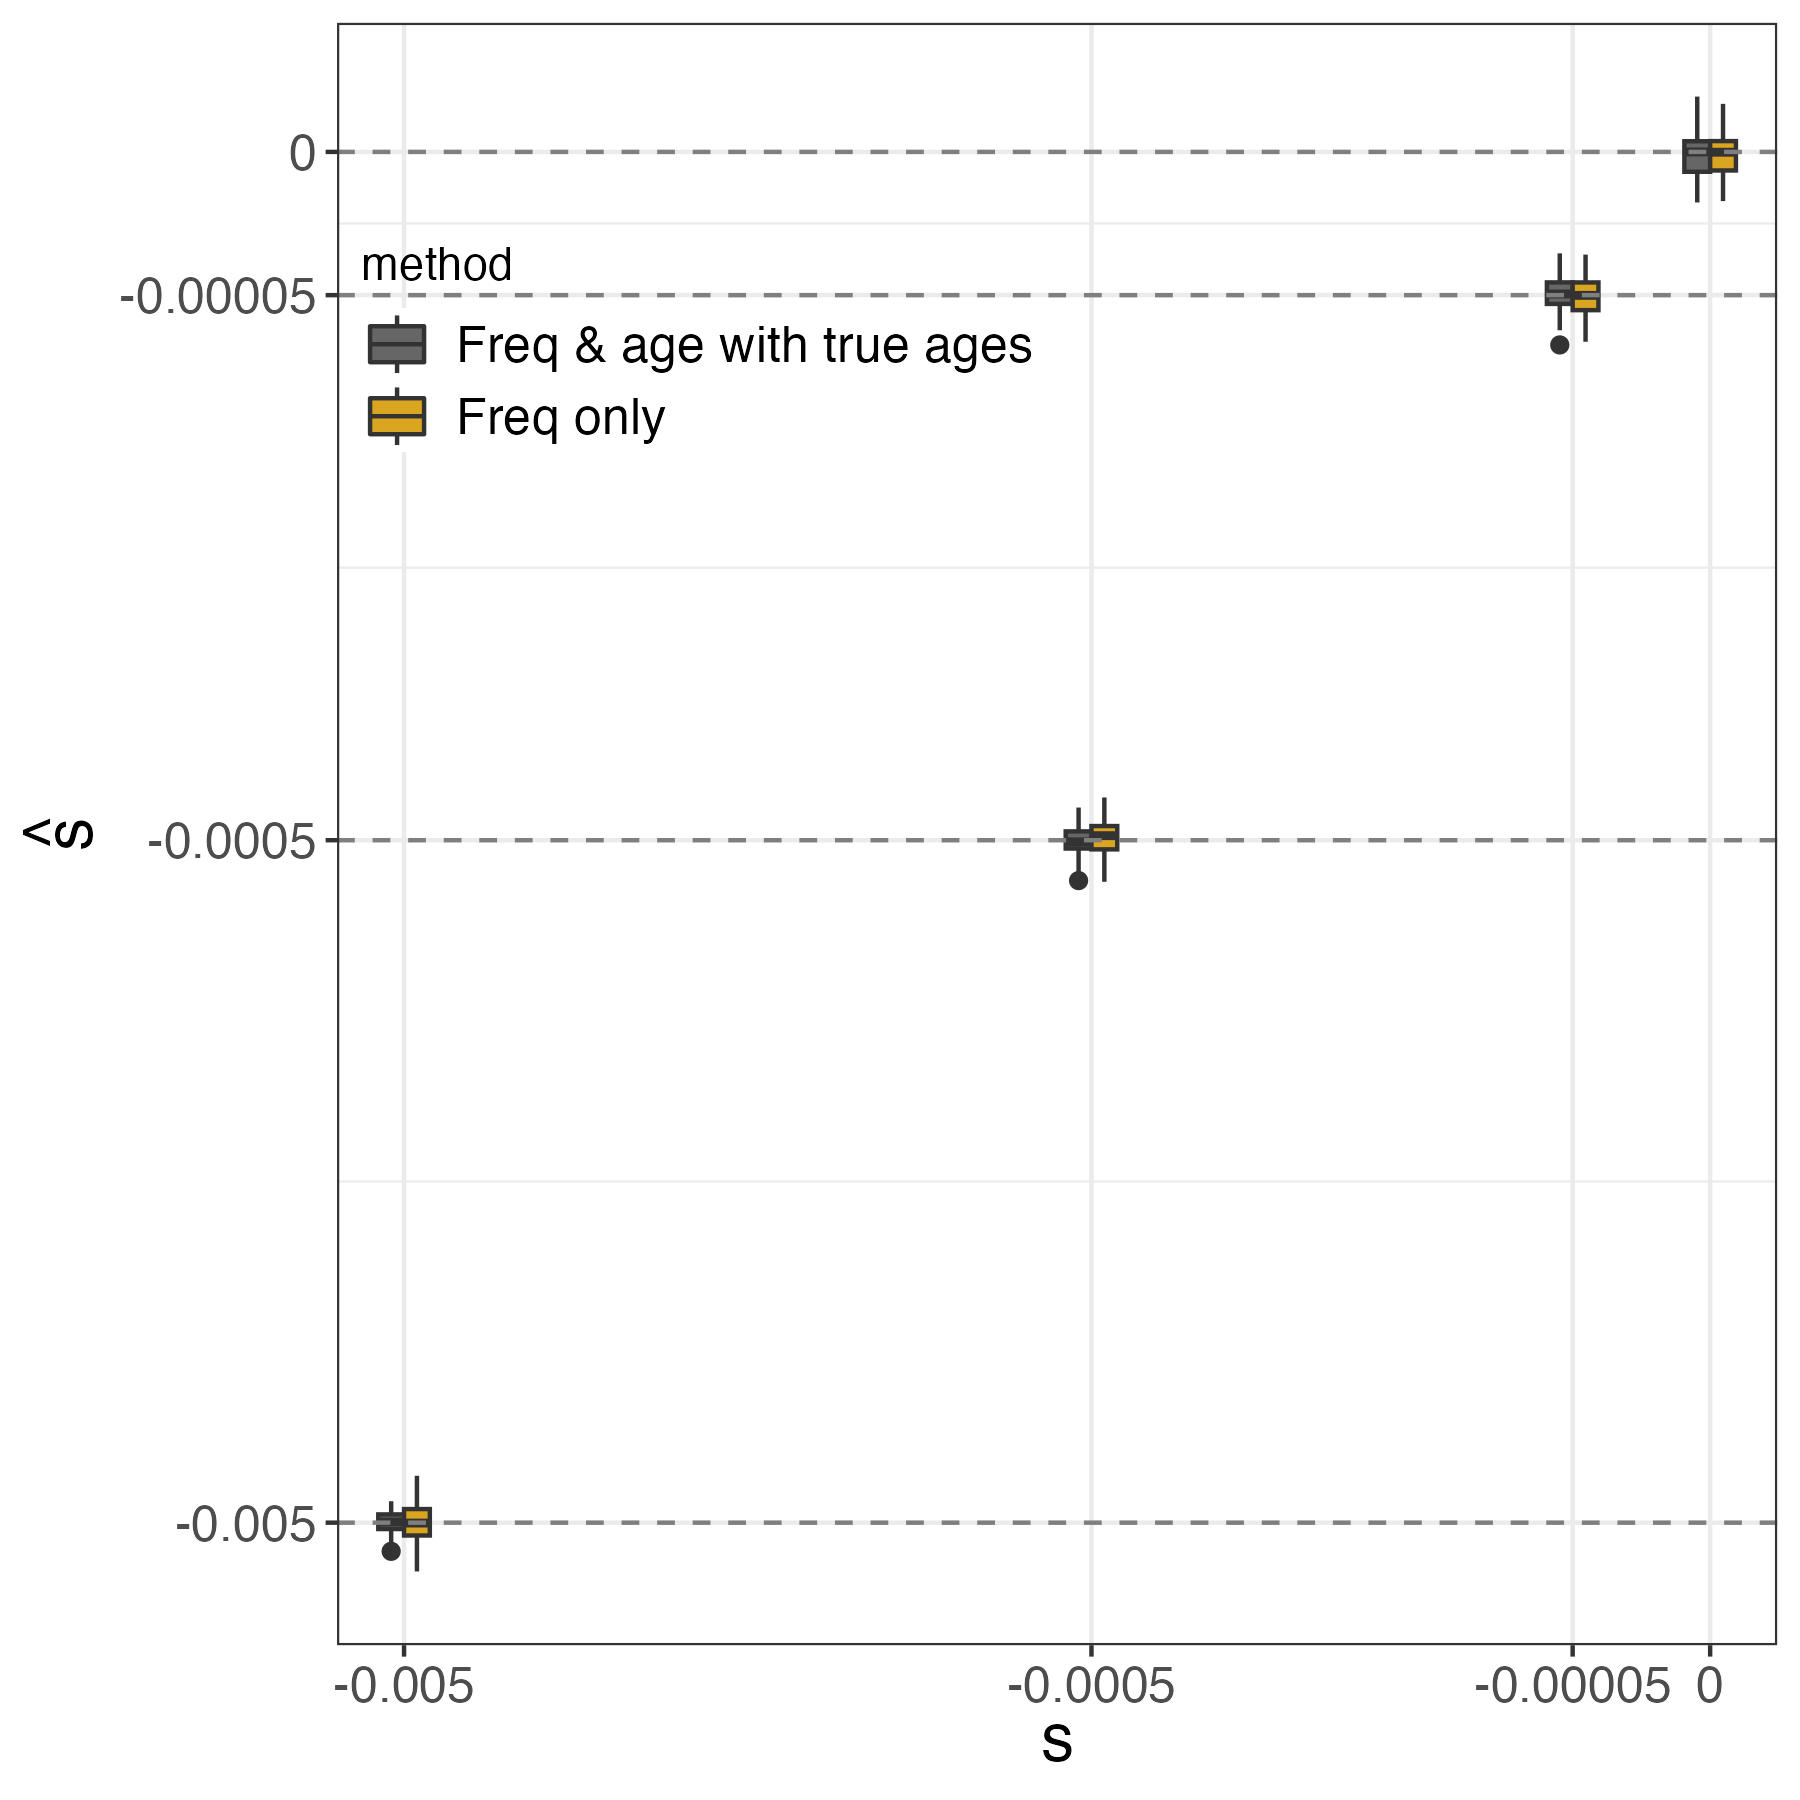 0
-0.00005
-0.0005
-0.005
ŝ
method
Freq & age with true ages
Freq only
-0.005 -0.0005 -0.00005 0
s